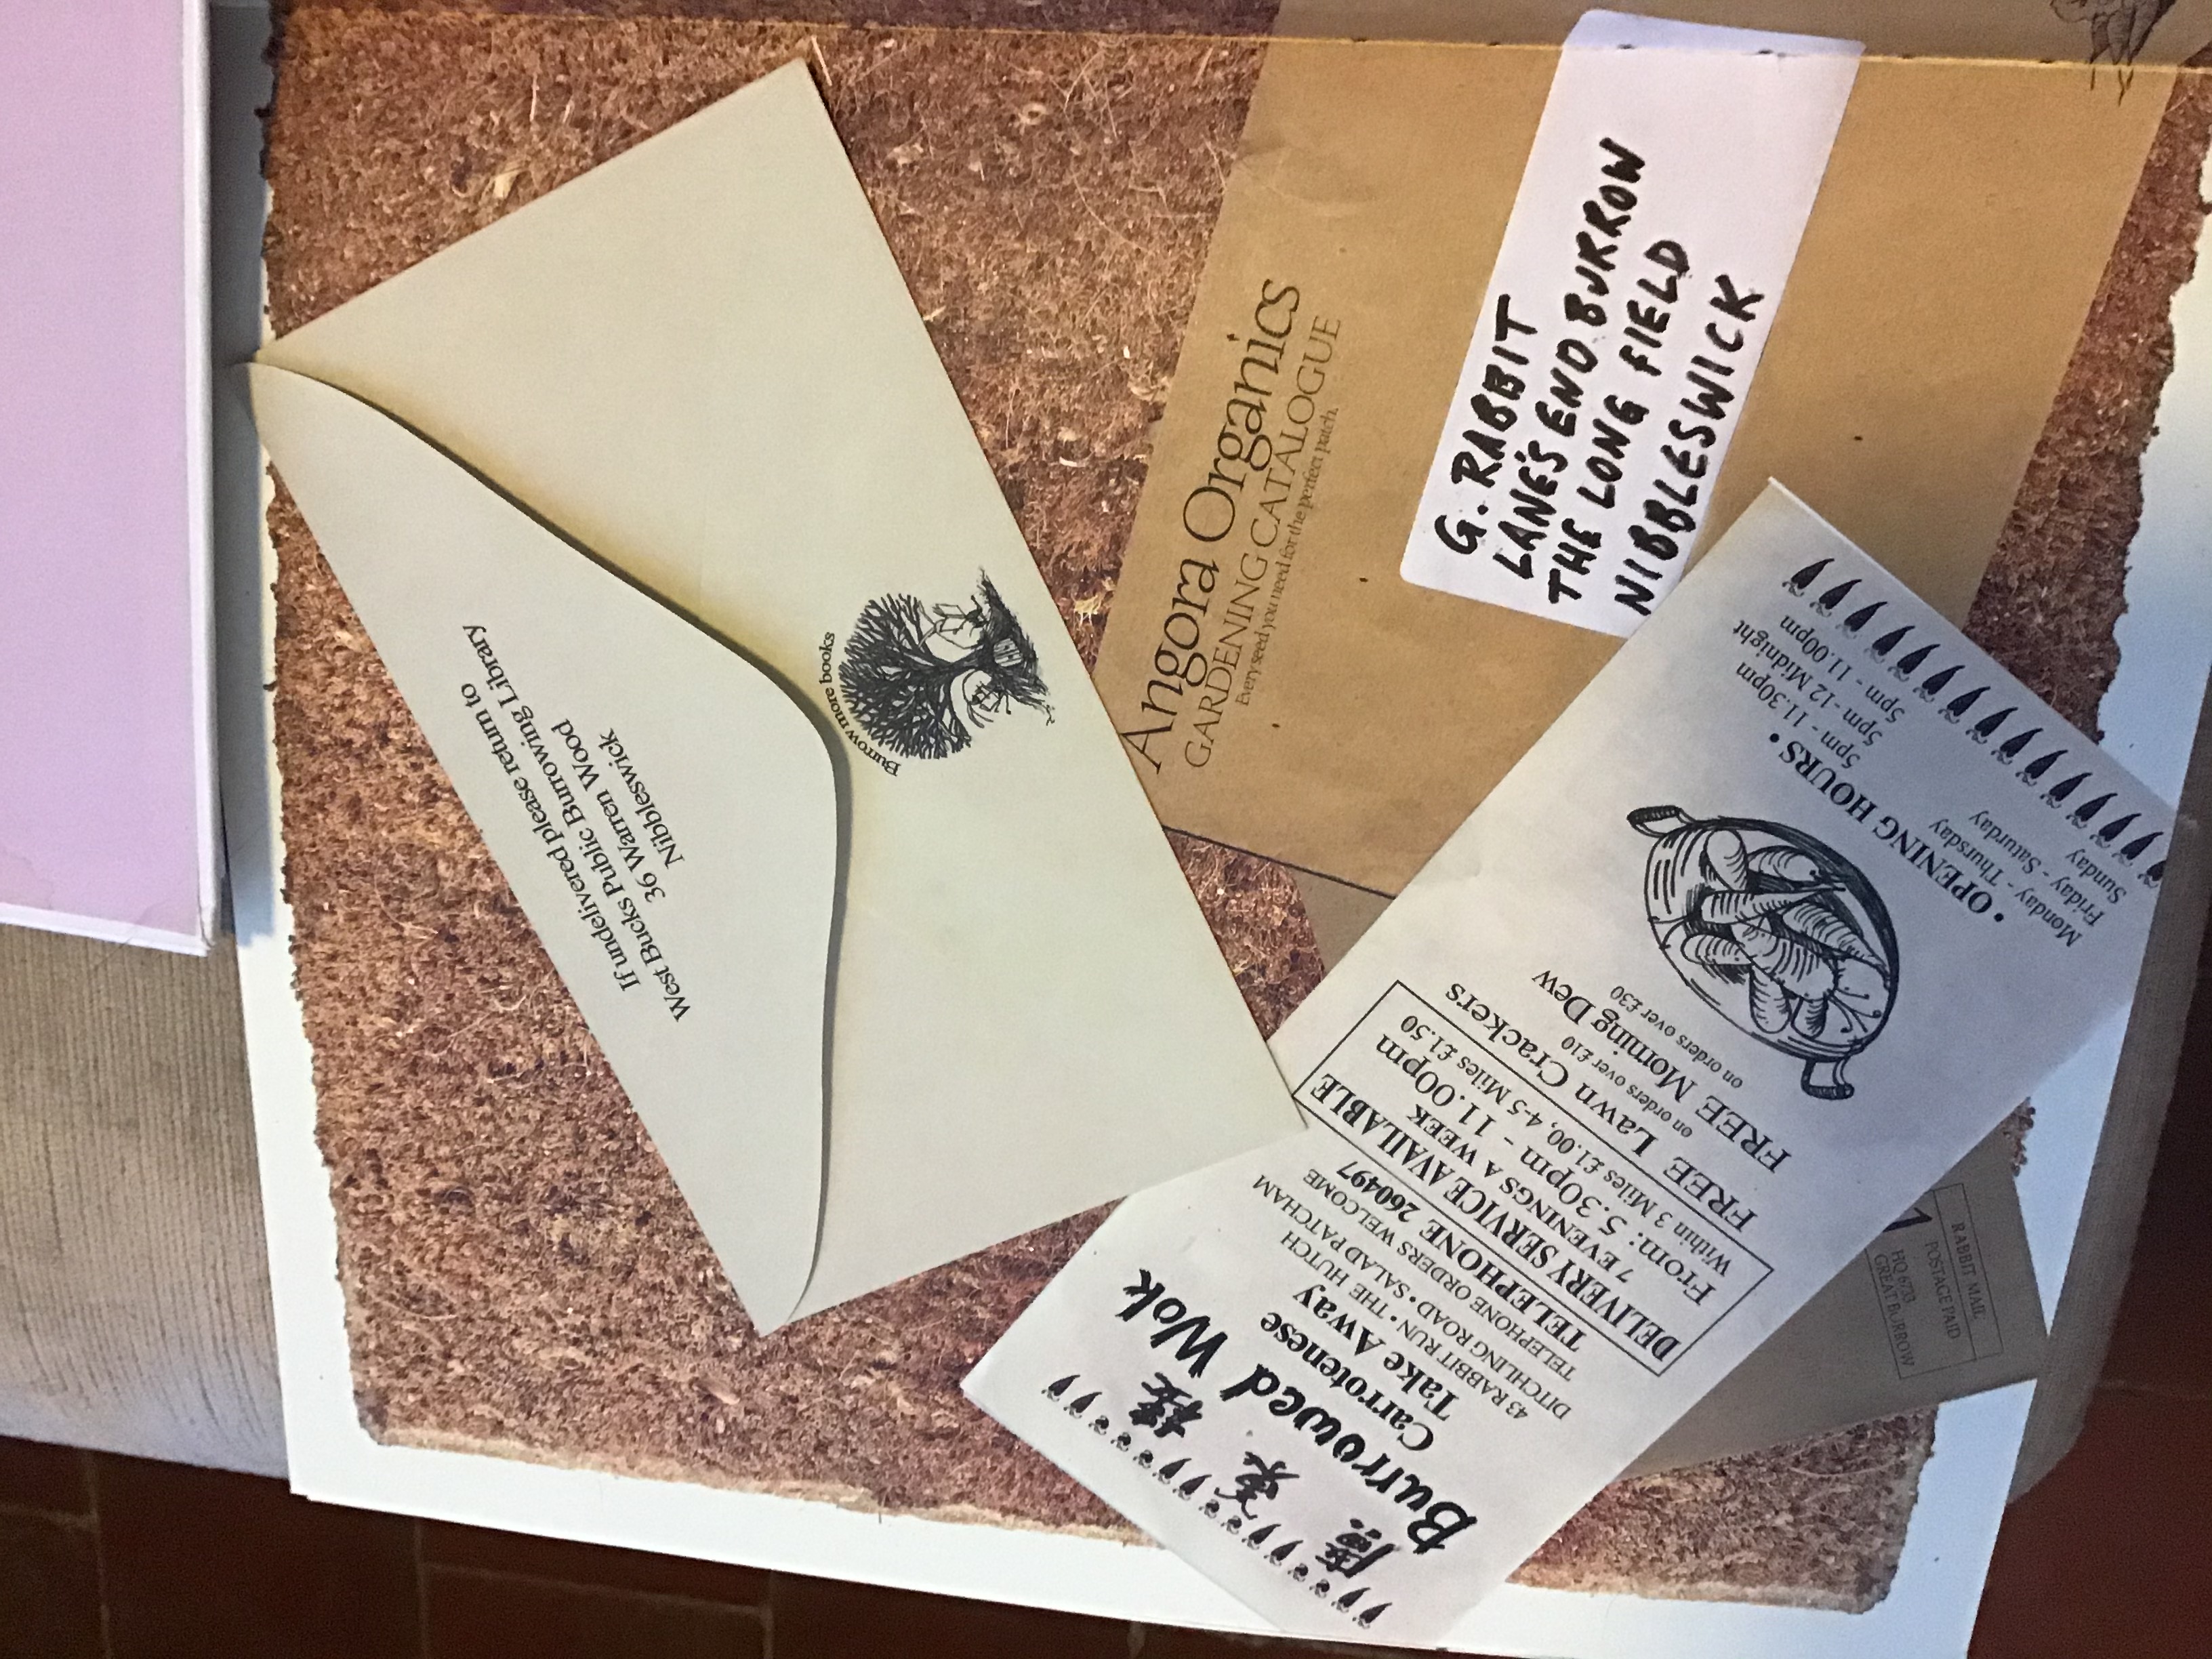 If undelivered please return to
West Bucks Public Burrowing Library
36 Warren Wood
Nibbleswick
Burrow more books
Angora Organics
GARDENING CATALOGUE
Every seed you need for the perfect patch.
G. RABBIT
LANE'S END BURROW
THE LONG FIELD
NIBBLESWICK
Burrowed Wok
Carrotenese
Take Away
43 RABBIT RUN • THE HUTCH
DITCHLING ROAD • SALAD PATCHAM
TELEPHONE ORDERS WELCOME
TELEPHONE 260497
DELIVERY SERVICE AVAILABLE
7 EVENINGS A WEEK
From: 5.30pm - 11.00pm
Within 3 Miles £1.00, 4-5 Miles £1.50
FREE Lawn Crackers
on orders over £10
FREE Morning Dew
on orders over £30
• OPENING HOURS •
Monday - Thursday 5pm - 11.30pm
Friday - Saturday 5pm -12 Midnight
Sunday 5pm - 11.00pm
RABBIT MAIL
POSTAGE PAID
GREAT BURROW